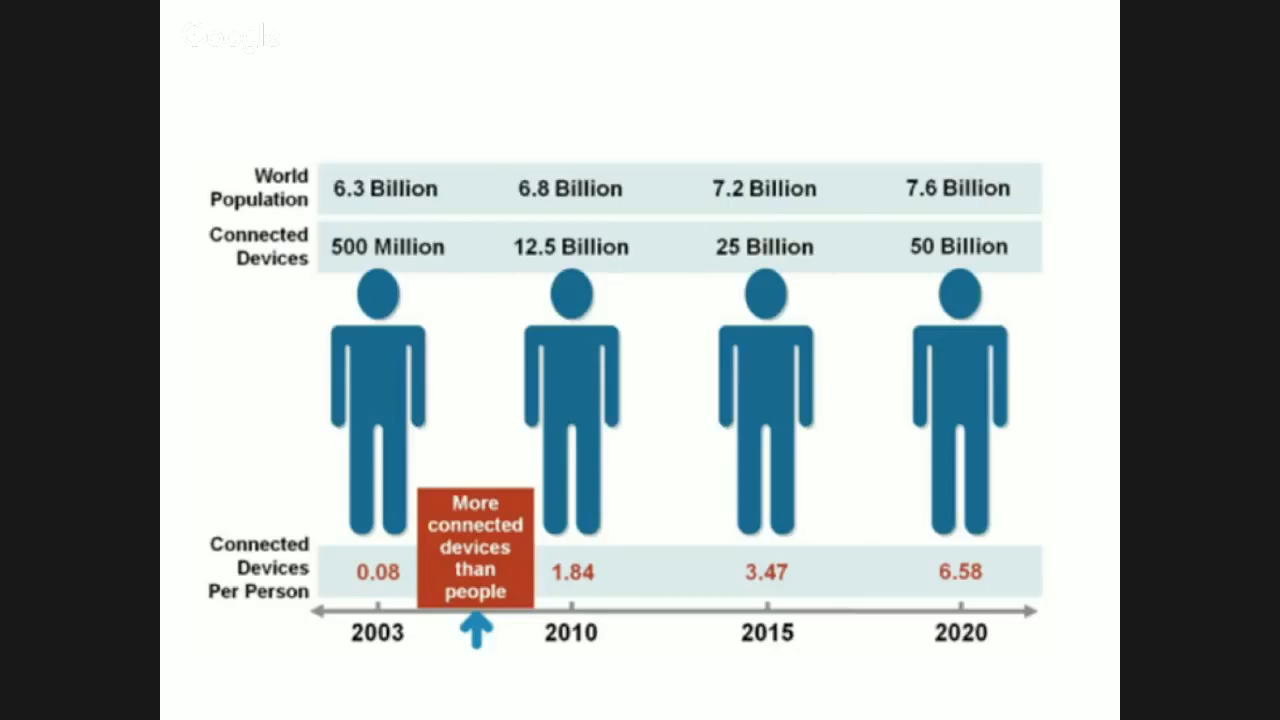 Google
World
Population
6.3 Billion 6.8 Billion 7.2 Billion 7.6 Billion
Connected
Devices
500 Million 12.5 Billion 25 Billion 50 Billion
More
connected
devices
than
people
Connected
Devices
Per Person
0.08 1.84 3.47 6.58
2003 2010 2015 2020